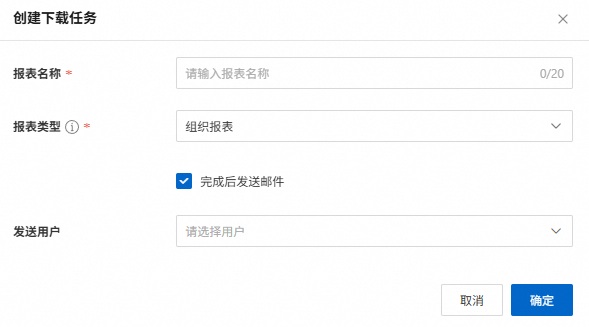 创建下载任务
报表名称 *
请输入报表名称 0/20
报表类型 *
组织报表
完成后发送邮件
发送用户
请选择用户
取消 确定